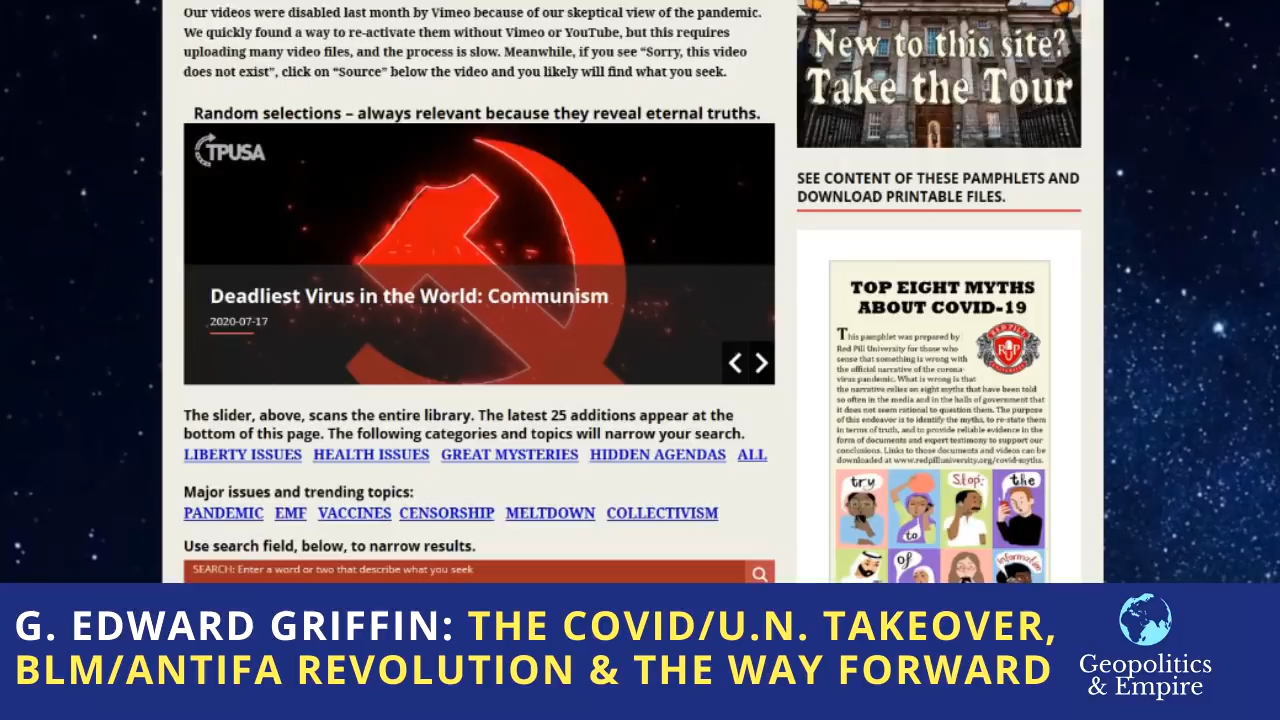 Our videos were disabled last month by Vimeo because of our skeptical view of the pandemic.
We quickly found a way to re-activate them without Vimeo or YouTube, but this requires
uploading many video files, and the process is slow. Meanwhile, if you see “Sorry, this video
does not exist”, click on “Source” below the video and you likely will find what you seek.
Random selections – always relevant because they reveal eternal truths.
TPUSA
Deadliest Virus in the World: Communism
2020-07-17
The slider, above, scans the entire library. The latest 25 additions appear at the
bottom of this page. The following categories and topics will narrow your search.
LIBERTY ISSUES HEALTH ISSUES GREAT MYSTERIES HIDDEN AGENDAS ALL
Major issues and trending topics:
PANDEMIC EMF VACCINES CENSORSHIP MELTDOWN COLLECTIVISM
Use search field, below, to narrow results.
SEARCH: Enter a word or two that describe what you seek
New to this site?
Take the Tour
SEE CONTENT OF THESE PAMPHLETS AND
DOWNLOAD PRINTABLE FILES.
TOP EIGHT MYTHS
ABOUT COVID-19
This pamphlet was prepared by
Red Pill University for those who
sense that something is wrong with
the official narrative of the corona-
virus pandemic. What is wrong is that
the narrative relies on eight myths that have been told
so often in the media and in the halls of government that
it does not seem rational to question them. The purpose
of this endeavor is to identify the myths, to re-state them
in terms of truth, and to provide reliable evidence in the
form of documents and expert testimony to support our
conclusions. Links to those documents and videos can be
downloaded at www.redpilluniversity.org/covid-myths.
RED PILL
RUP
UNIVERSITY
try
to
Stop:
the
of
information
G. EDWARD GRIFFIN: THE COVID/U.N. TAKEOVER,
BLM/ANTIFA REVOLUTION & THE WAY FORWARD
Geopolitics
& Empire